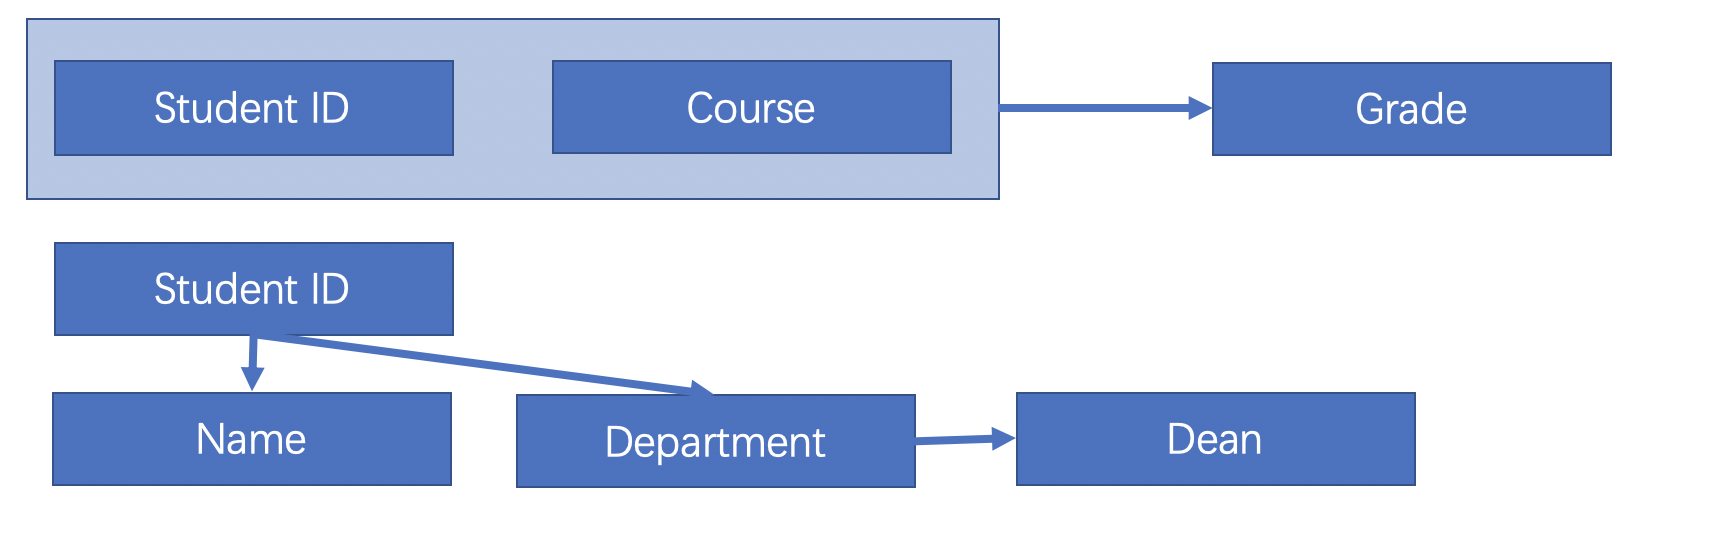 Student ID
Course
Grade
Student ID
Name
Department
Dean